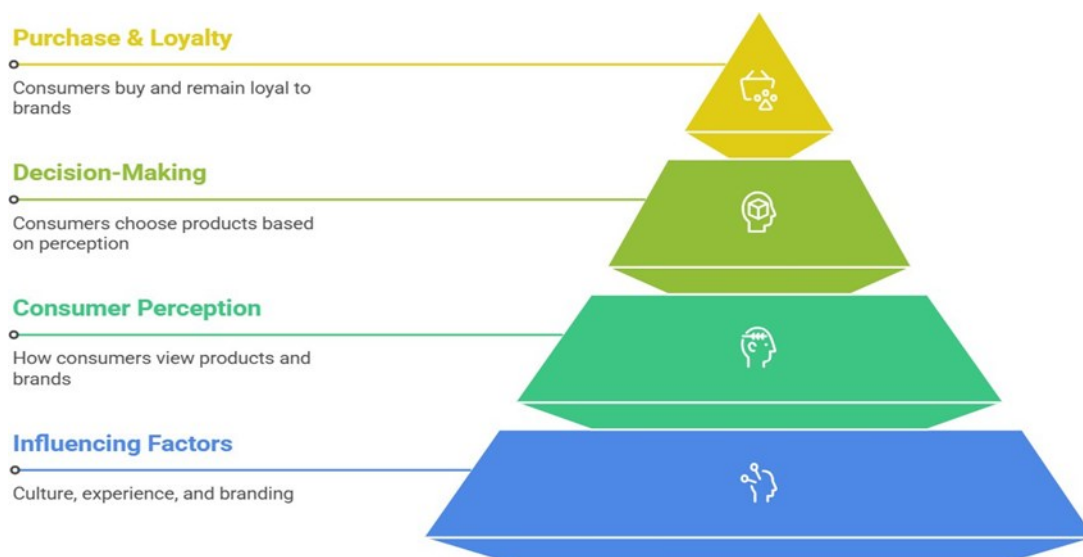 Purchase & Loyalty
Consumers buy and remain loyal to
brands
Decision-Making
Consumers choose products based
on perception
Consumer Perception
How consumers view products and
brands
Influencing Factors
Culture, experience, and branding